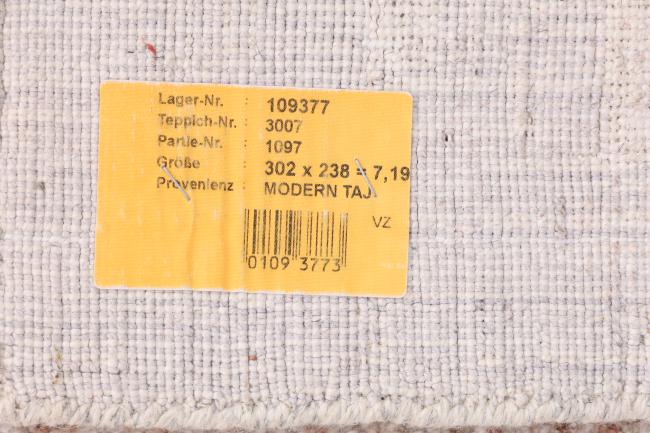 Lager-Nr. : 109377
Teppich-Nr. : 3007
Partie-Nr. : 1097
Größe : 302 x 238 = 7,19
Provenienz : MODERN TAJ
VZ
0109 3773